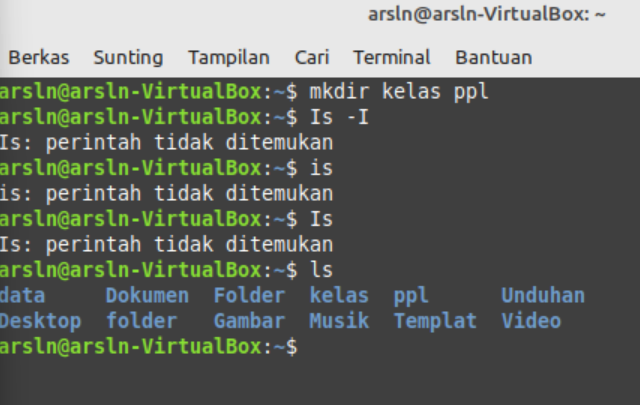 arsln@arsln-VirtualBox: ~
Berkas Sunting Tampilan Cari Terminal Bantuan
arsln@arsln-VirtualBox:~$ mkdir kelas ppl
arsln@arsln-VirtualBox:~$ Is -I
Is: perintah tidak ditemukan
arsln@arsln-VirtualBox:~$ is
is: perintah tidak ditemukan
arsln@arsln-VirtualBox:~$ Is
Is: perintah tidak ditemukan
arsln@arsln-VirtualBox:~$ ls
data Dokumen Folder kelas ppl Unduhan
Desktop folder Gambar Musik Templat Video
arsln@arsln-VirtualBox:~$